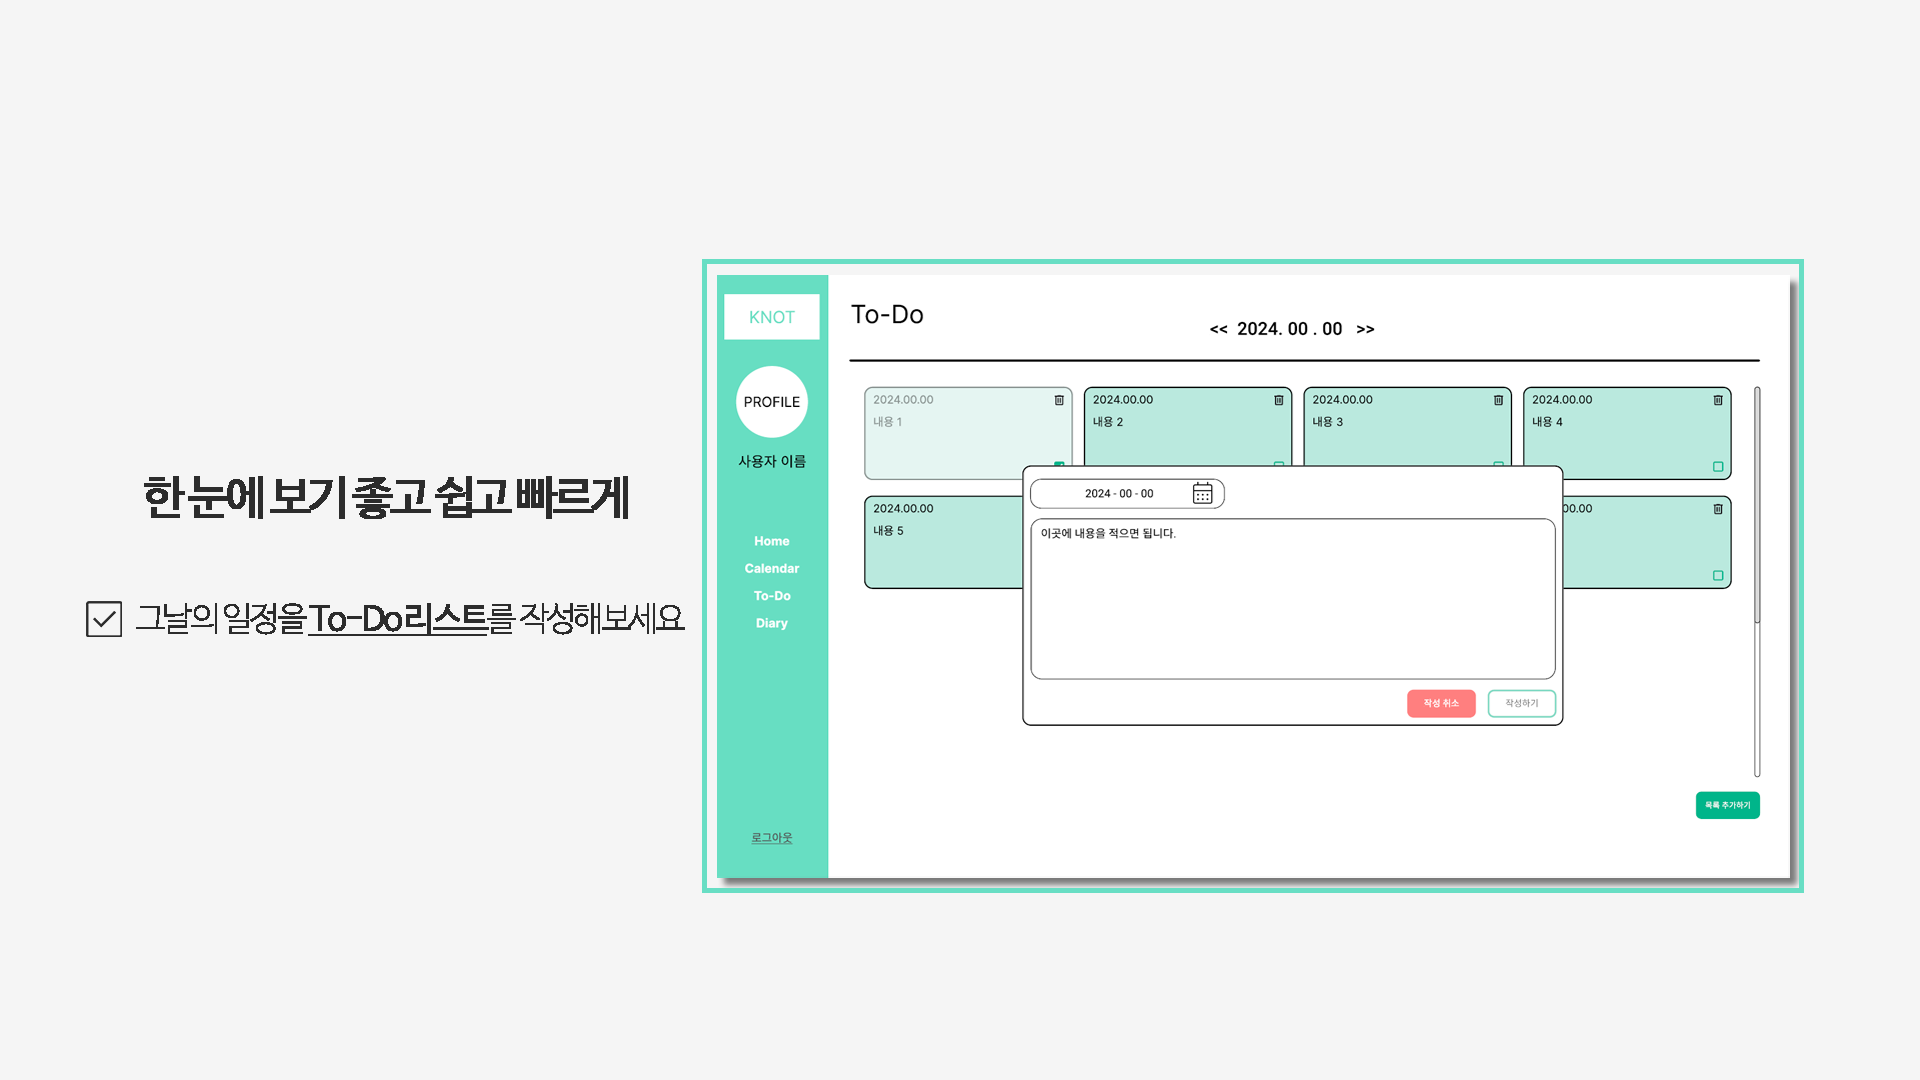 한 눈에 보기 좋고 쉽고 빠르게
그날의 일정을 To-Do 리스트를 작성해보세요
KNOT
PROFILE
사용자 이름
Home
Calendar
To-Do
Diary
로그아웃
To-Do
<< 2024. 00 . 00 >>
2024.00.00
내용 1
2024.00.00
내용 2
2024.00.00
내용 3
2024.00.00
내용 4
2024.00.00
내용 5
00.00
2024 - 00 - 00
이곳에 내용을 적으면 됩니다.
작성 취소
작성하기
목록 추가하기